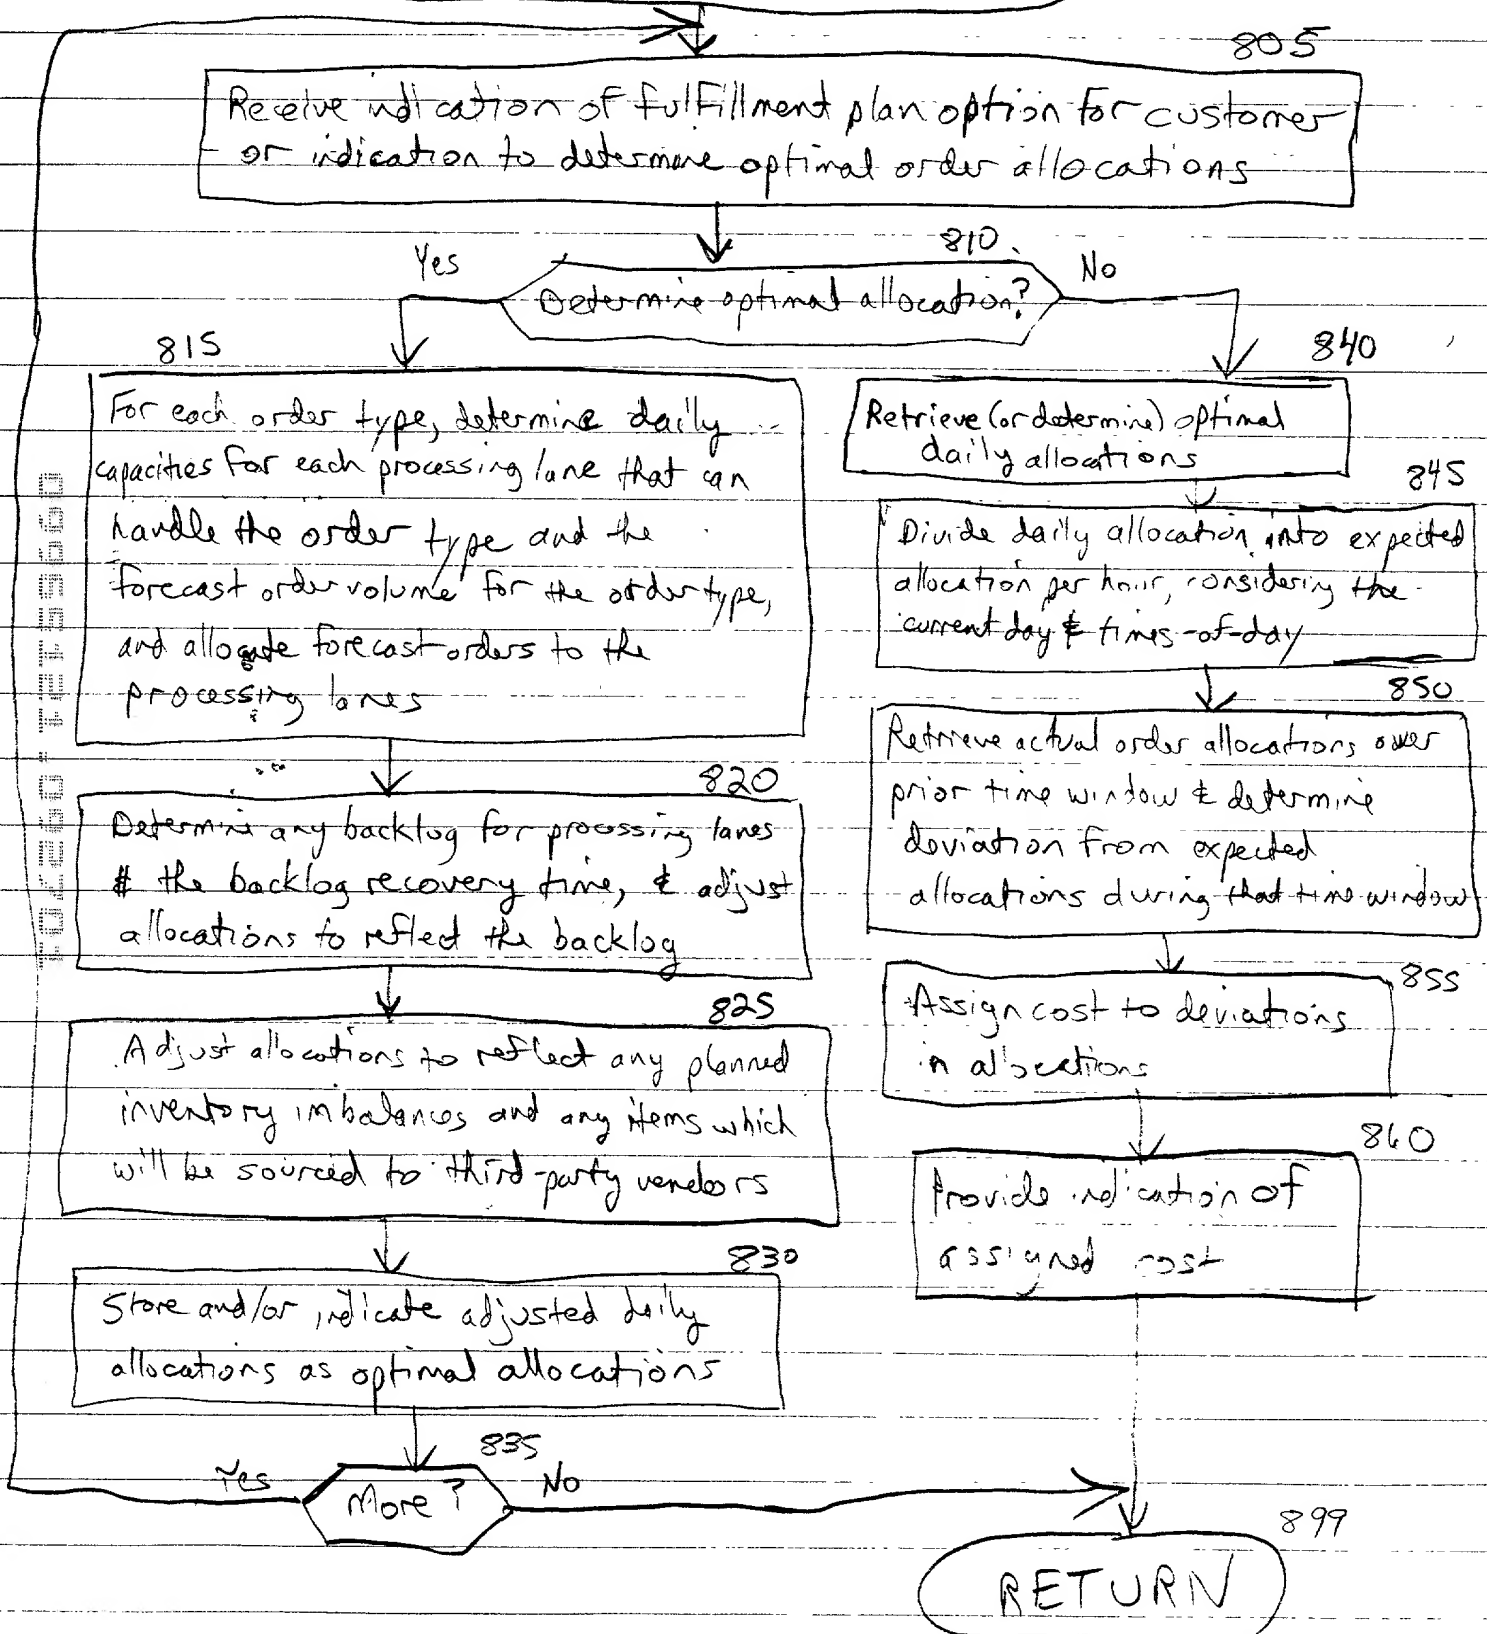 805
Receive indication of fulfillment plan option for customer
or indication to determine optimal order allocations
810
Yes
No
Determine optimal allocation?
815
For each order type, determine daily
capacities for each processing lane that can
handle the order type and the
forecast order volume for the order type,
and allocate forecast orders to the
processing lanes
820
Determine any backlog for processing lanes
& the backlog recovery time, & adjust
allocations to reflect the backlog
825
Adjust allocations to reflect any planned
inventory imbalances and any items which
will be sourced to third-party vendors
830
Store and/or indicate adjusted daily
allocations as optimal allocations
835
Yes
More?
No
840
Retrieve (or determine) optimal
daily allocations
845
Divide daily allocation into expected
allocation per hour, considering the
current day & times-of-day
850
Retrieve actual order allocations over
prior time window & determine
deviation from expected
allocations during that time window
855
Assign cost to deviations
in allocations
860
Provide indication of
assigned cost
899
RETURN